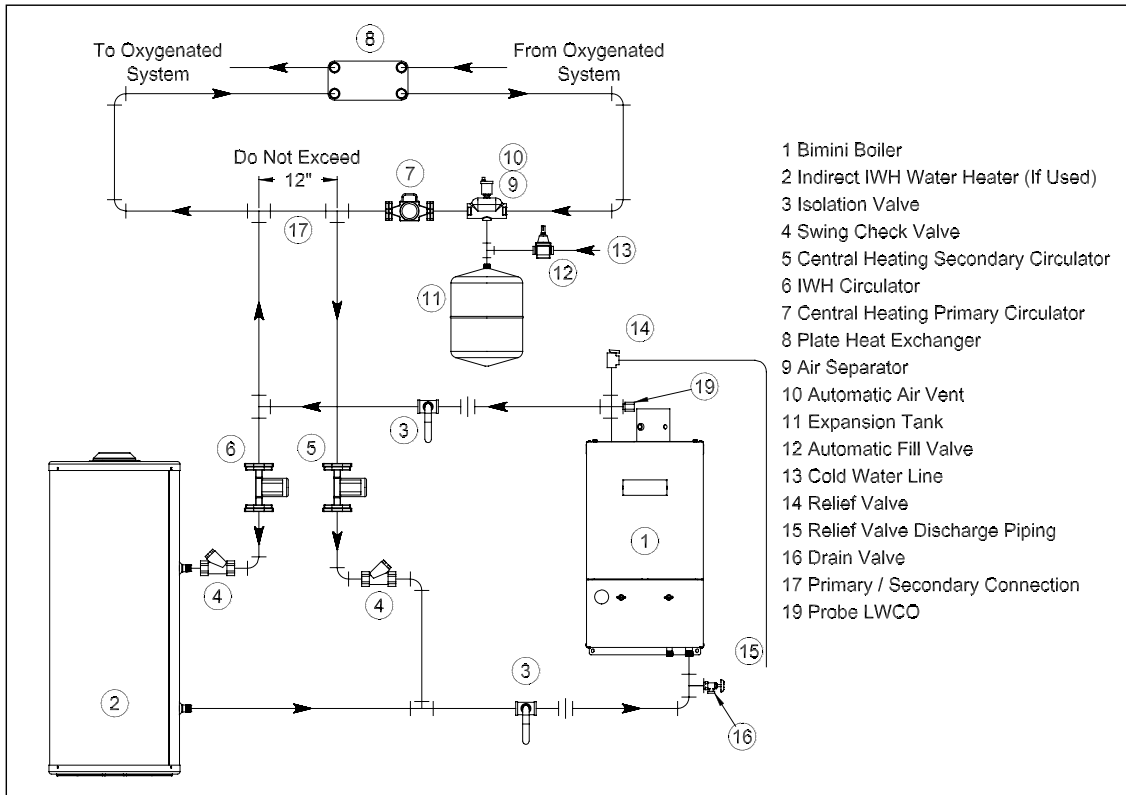 To Oxygenated
System
8
From Oxygenated
System
Do Not Exceed
12"
7
10
9
17
13
12
11
14
19
3
6
5
1
4
4
15
3
2
16
1 Bimini Boiler
2 Indirect IWH Water Heater (If Used)
3 Isolation Valve
4 Swing Check Valve
5 Central Heating Secondary Circulator
6 IWH Circulator
7 Central Heating Primary Circulator
8 Plate Heat Exchanger
9 Air Separator
10 Automatic Air Vent
11 Expansion Tank
12 Automatic Fill Valve
13 Cold Water Line
14 Relief Valve
15 Relief Valve Discharge Piping
16 Drain Valve
17 Primary / Secondary Connection
19 Probe LWCO